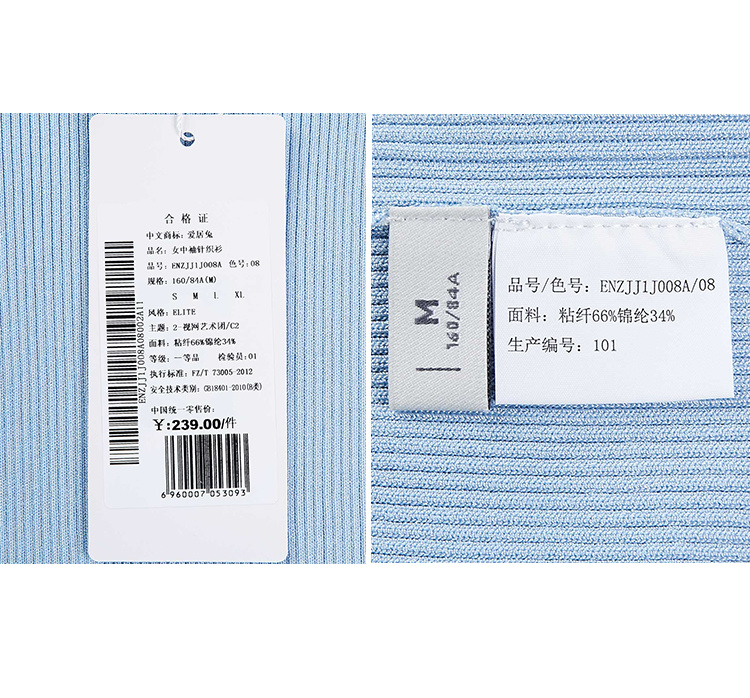 合格证
中文商标: 爱居兔
品名: 女中袖针织衫
品号: ENZJJ1J008A 色号: 08
规格: 160/84A(M)
S M L XL
风格: ELITE
主题: 2-视网艺术团/C2
面料: 粘纤66%锦纶34%
等级: 一等品 检验员: 01
执行标准: FZ/T 73005-2012
安全技术类别: GB18401-2010(B类)
中国统一零售价:
¥:239.00/件
6960007053093
ENZJJ1J008A08002A11
M
160/84A
品号/色号: ENZJJ1J008A/08
面料: 粘纤66%锦纶34%
生产编号: 101